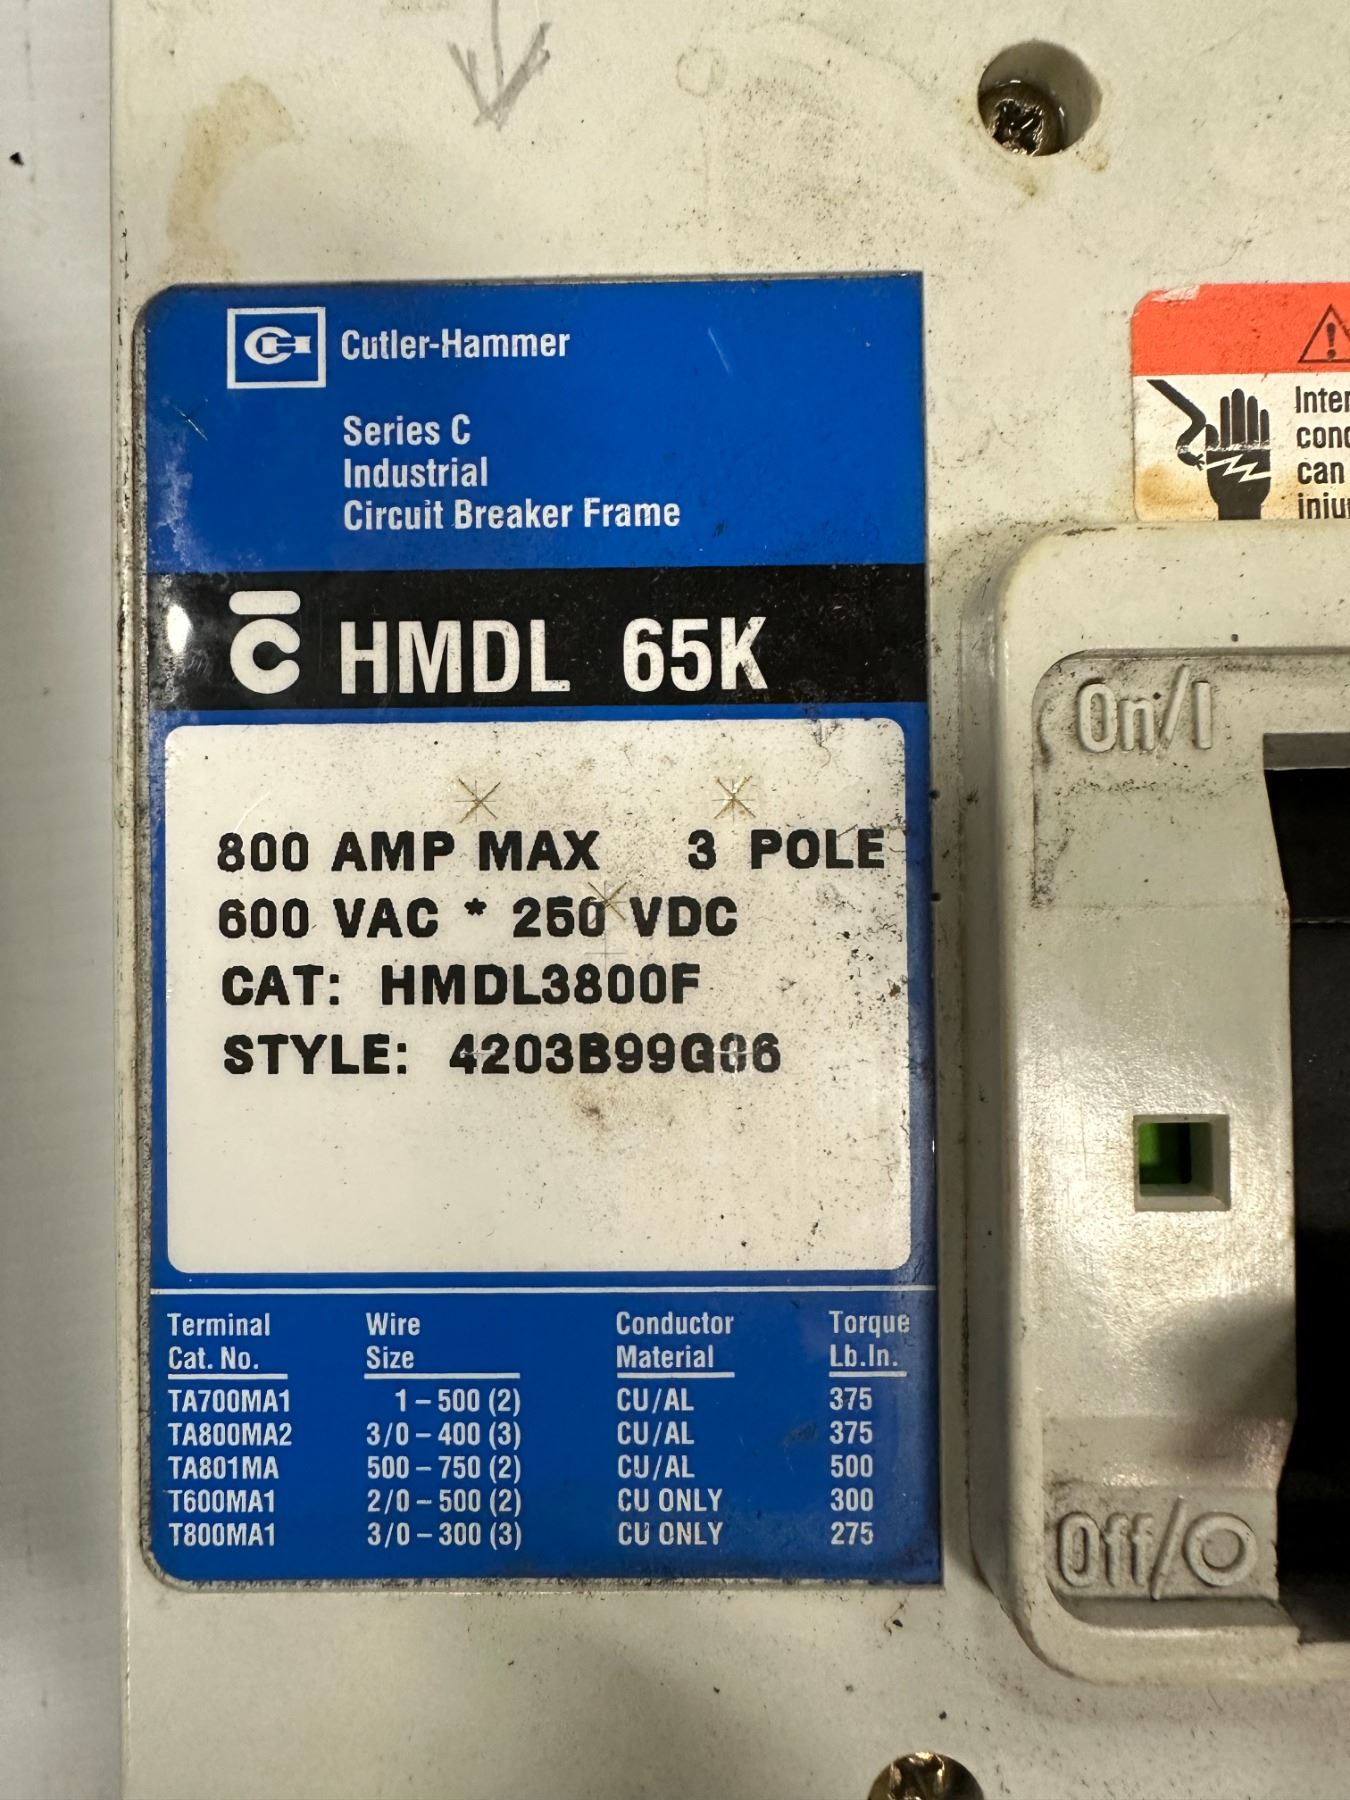 CH Cutler-Hammer
Series C
Industrial
Circuit Breaker Frame
C HMDL 65K
800 AMP MAX 3 POLE
600 VAC * 250 VDC
CAT: HMDL3800F
STYLE: 4203B99G06
Terminal Wire Conductor Torque
Cat. No. Size Material Lb.In.
TA700MA1 1 – 500 (2) CU/AL 375
TA800MA2 3/0 – 400 (3) CU/AL 375
TA801MA 500 – 750 (2) CU/AL 500
T600MA1 2/0 – 500 (2) CU ONLY 300
T800MA1 3/0 – 300 (3) CU ONLY 275
can
On/I
Off/O